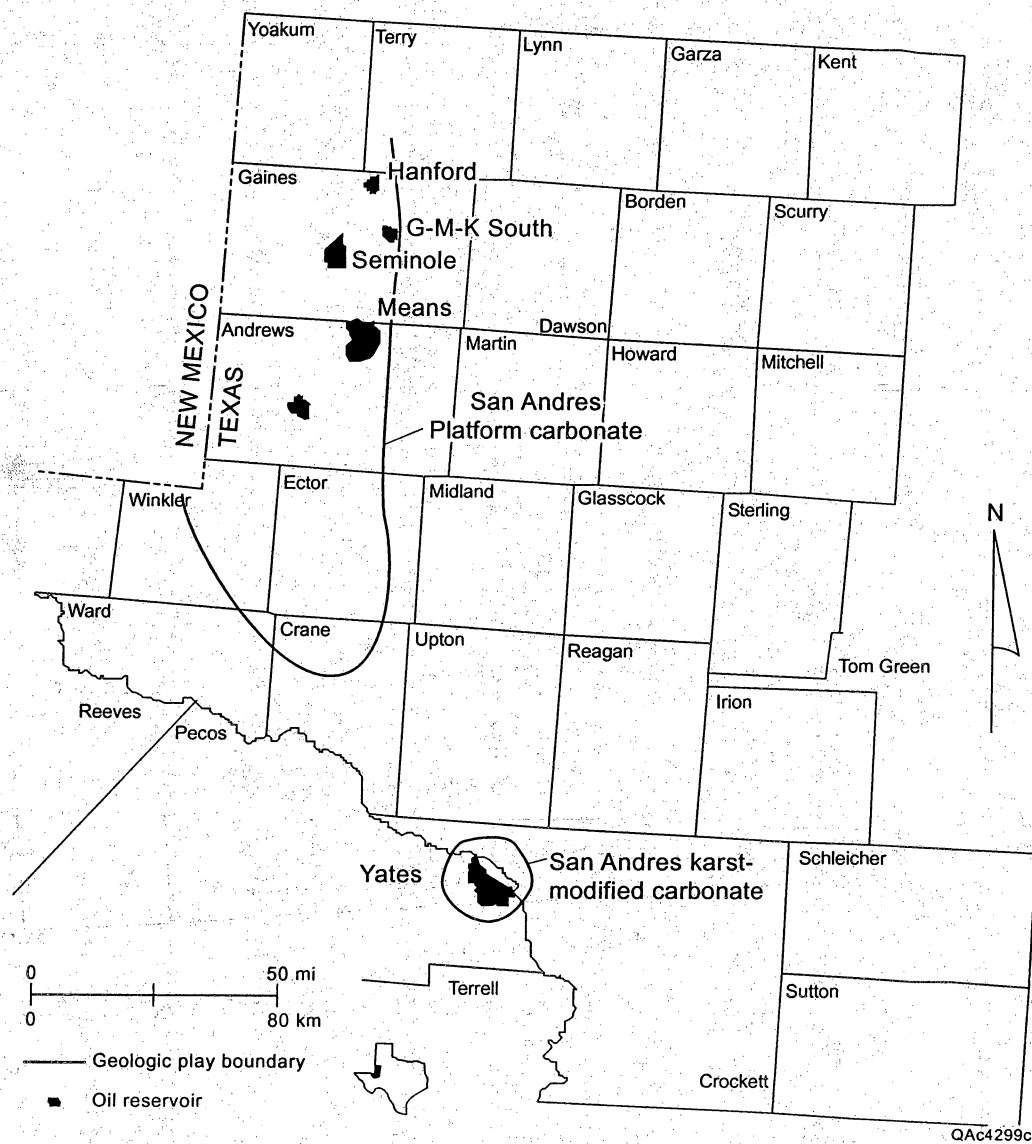 Yoakum
Terry
Lynn
Garza
Kent
Gaines
Hanford
Borden
Scurry
G-M-K South
Seminole
Means
NEW MEXICO
TEXAS
Andrews
Dawson
Martin
Howard
Mitchell
San Andres
Platform carbonate
Winkler
Ector
Midland
Glasscock
Sterling
N
Ward
Crane
Upton
Reagan
Tom Green
Irion
Reeves
Pecos
Yates
San Andres karst-
modified carbonate
Schleicher
0 50 mi
0 80 km
Terrell
Sutton
Geologic play boundary
Oil reservoir
Crockett
QAc4299c